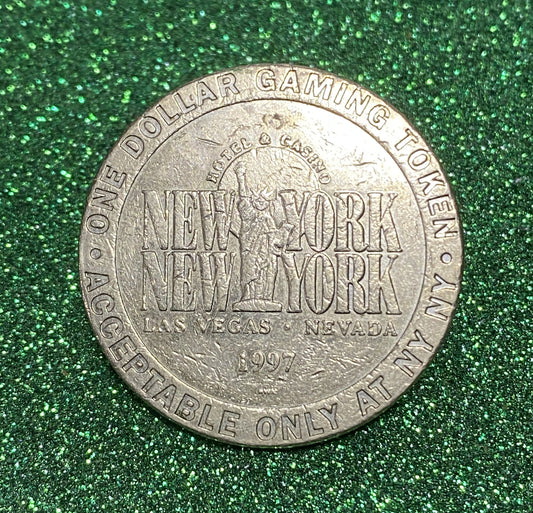 · ONE DOLLAR GAMING TOKEN ·
HOTEL & CASINO
NEW YORK
NEW YORK
LAS VEGAS · NEVADA
1997
ACCEPTABLE ONLY AT NY NY